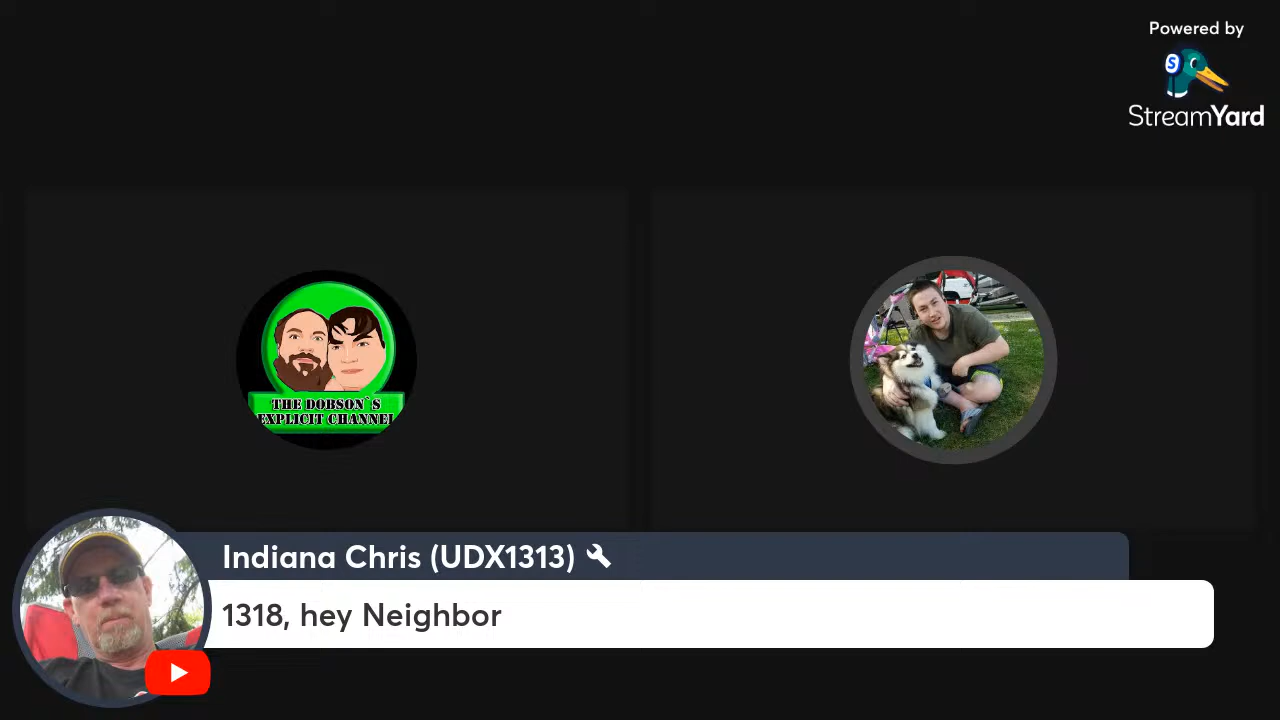 Powered by
S
StreamYard
THE DOBSON`S
EXPLICIT CHANNEL
Indiana Chris (UDX1313)
1318, hey Neighbor